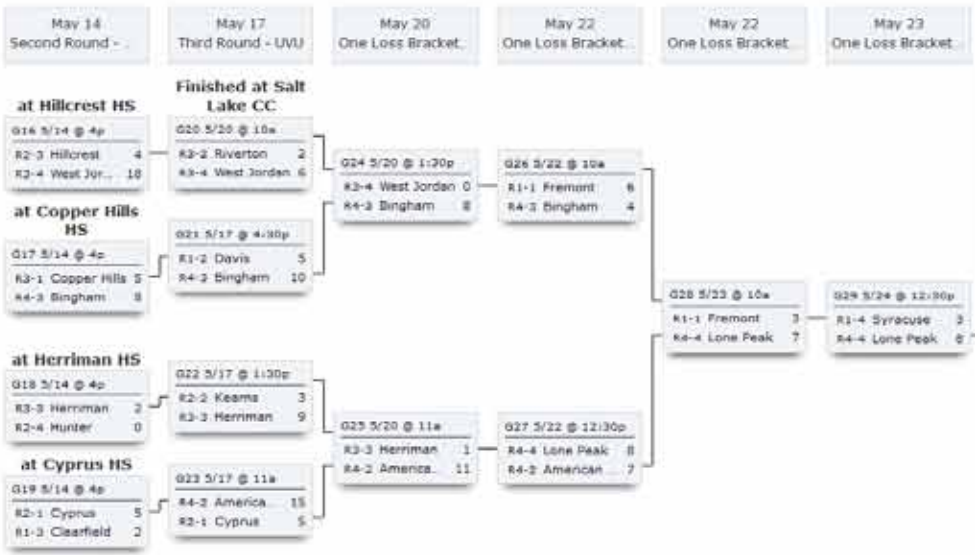 May 14
Second Round - ..
May 17
Third Round - UVU
May 20
One Loss Bracket..
May 22
One Loss Bracket..
May 22
One Loss Bracket..
May 23
One Loss Bracket..
at Hillcrest HS
G16 5/14 @ 4p
R2-3 Hillcrest 4
R3-4 West Jor... 18
at Copper Hills
HS
G17 5/14 @ 4p
R3-1 Copper Hills 5
R4-3 Bingham 8
at Herriman HS
G18 5/14 @ 4p
R3-3 Herriman 2
R2-4 Hunter 0
at Cyprus HS
G19 5/14 @ 4p
R2-1 Cyprus 5
R1-3 Clearfield 2
Finished at Salt
Lake CC
G20 5/20 @ 10a
R3-2 Riverton 2
R3-4 West Jordan 6
G21 5/17 @ 4:30p
R1-2 Davis 5
R4-3 Bingham 10
G22 5/17 @ 1:30p
R2-2 Kearns 3
R3-3 Herriman 9
G23 5/17 @ 11a
R4-2 America... 15
R2-1 Cyprus 5
G24 5/20 @ 1:30p
R3-4 West Jordan 0
R4-3 Bingham 8
G25 5/20 @ 11a
R3-3 Herriman 1
R4-2 America... 11
G26 5/22 @ 10a
R1-1 Fremont 6
R4-3 Bingham 4
G27 5/22 @ 12:30p
R4-4 Lone Peak 8
R4-2 American ... 7
G28 5/23 @ 10a
R1-1 Fremont 3
R4-4 Lone Peak 7
G29 5/24 @ 12:30p
R1-4 Syracuse 3
R4-4 Lone Peak 8